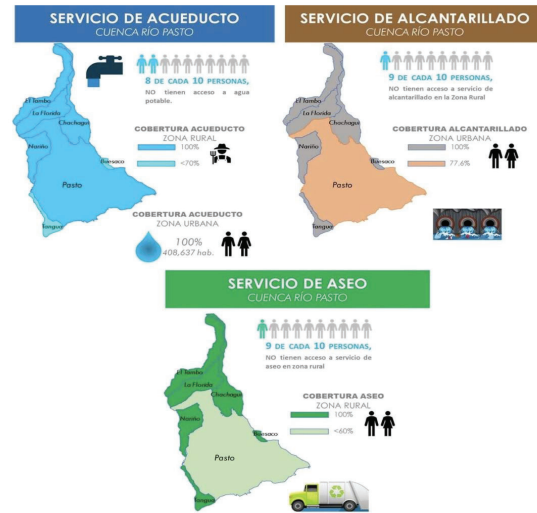 SERVICIO DE ACUEDUCTO
CUENCA RÍO PASTO
8 DE CADA 10 PERSONAS,
NO tienen acceso a agua
potable.
El Tambo
La Florida
Chachagui
Nariño
Buesaco
Pasto
Tangua
COBERTURA ACUEDUCTO
ZONA RURAL
100%
<70%
COBERTURA ACUEDUCTO
ZONA URBANA
100%
408,637 hab.
SERVICIO DE ALCANTARILLADO
CUENCA RÍO PASTO
9 DE CADA 10 PERSONAS,
NO tienen acceso a servicio de
alcantarillado en la Zona Rural
El Tambo
La Florida
Chachagui
Nariño
Buesaco
Pasto
Tangua
COBERTURA ALCANTARILLADO
ZONA URBANA
100%
77.6%
SERVICIO DE ASEO
CUENCA RÍO PASTO
9 DE CADA 10 PERSONAS,
NO tienen acceso a servicio de
aseo en zona rural
El Tambo
La Florida
Chachagui
Nariño
Buesaco
Pasto
Tangua
COBERTURA ASEO
ZONA RURAL
100%
<60%